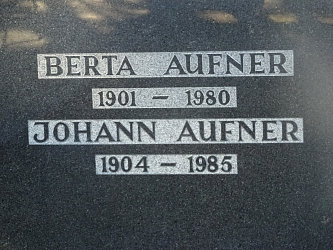 BERTA AUFNER
1901 – 1980
JOHANN AUFNER
1904 – 1985